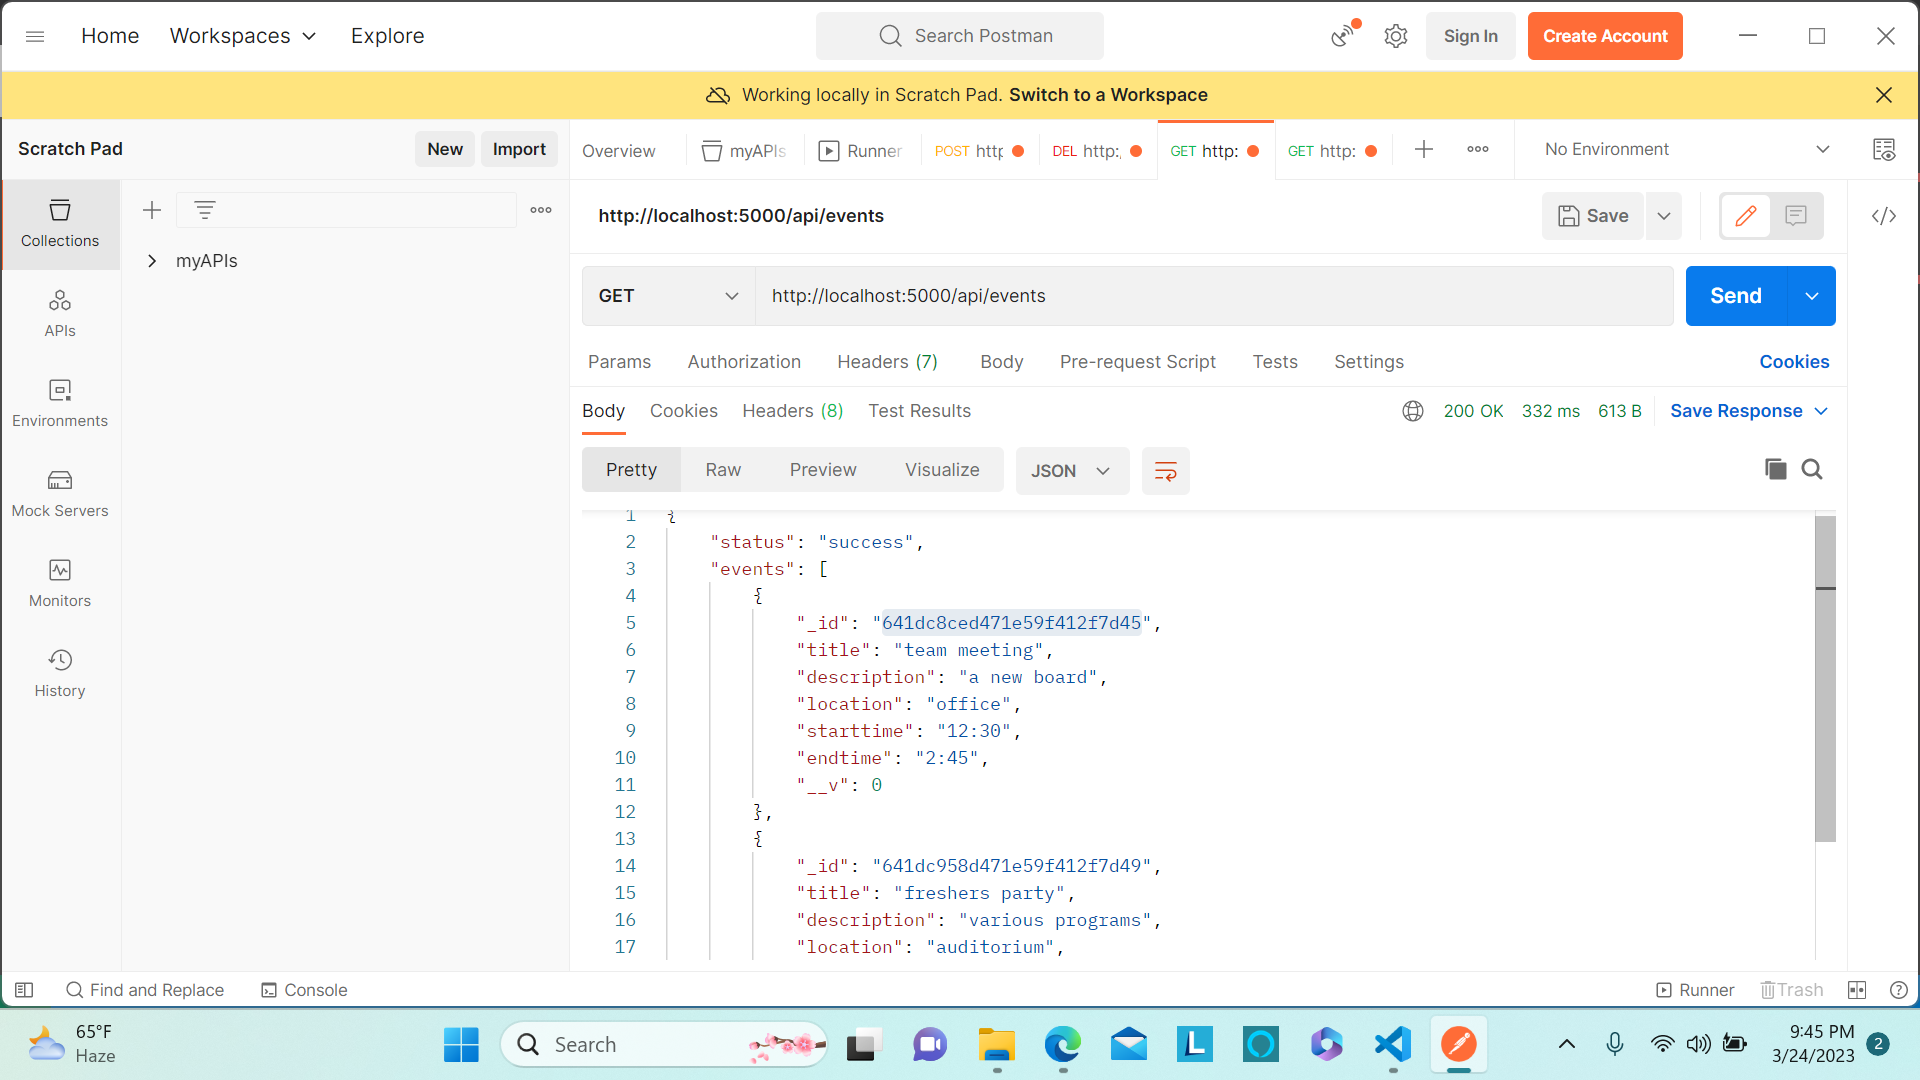 Home Workspaces Explore Search Postman Sign In Create Account
Working locally in Scratch Pad. Switch to a Workspace
Scratch Pad New Import Overview myAPIs Runner POST http DEL http: GET http: GET http: No Environment
Collections
APIs
Environments
Mock Servers
Monitors
History
myAPIs
http://localhost:5000/api/events Save
GET http://localhost:5000/api/events Send
Params Authorization Headers (7) Body Pre-request Script Tests Settings Cookies
Body Cookies Headers (8) Test Results 200 OK 332 ms 613 B Save Response
Pretty Raw Preview Visualize JSON
1 {
2 "status": "success",
3 "events": [
4 {
5 "_id": "641dc8ced471e59f412f7d45",
6 "title": "team meeting",
7 "description": "a new board",
8 "location": "office",
9 "starttime": "12:30",
10 "endtime": "2:45",
11 "__v": 0
12 },
13 {
14 "_id": "641dc958d471e59f412f7d49",
15 "title": "freshers party",
16 "description": "various programs",
17 "location": "auditorium",
Find and Replace Console Runner Trash
65°F
Haze
Search
L
9:45 PM
3/24/2023
2